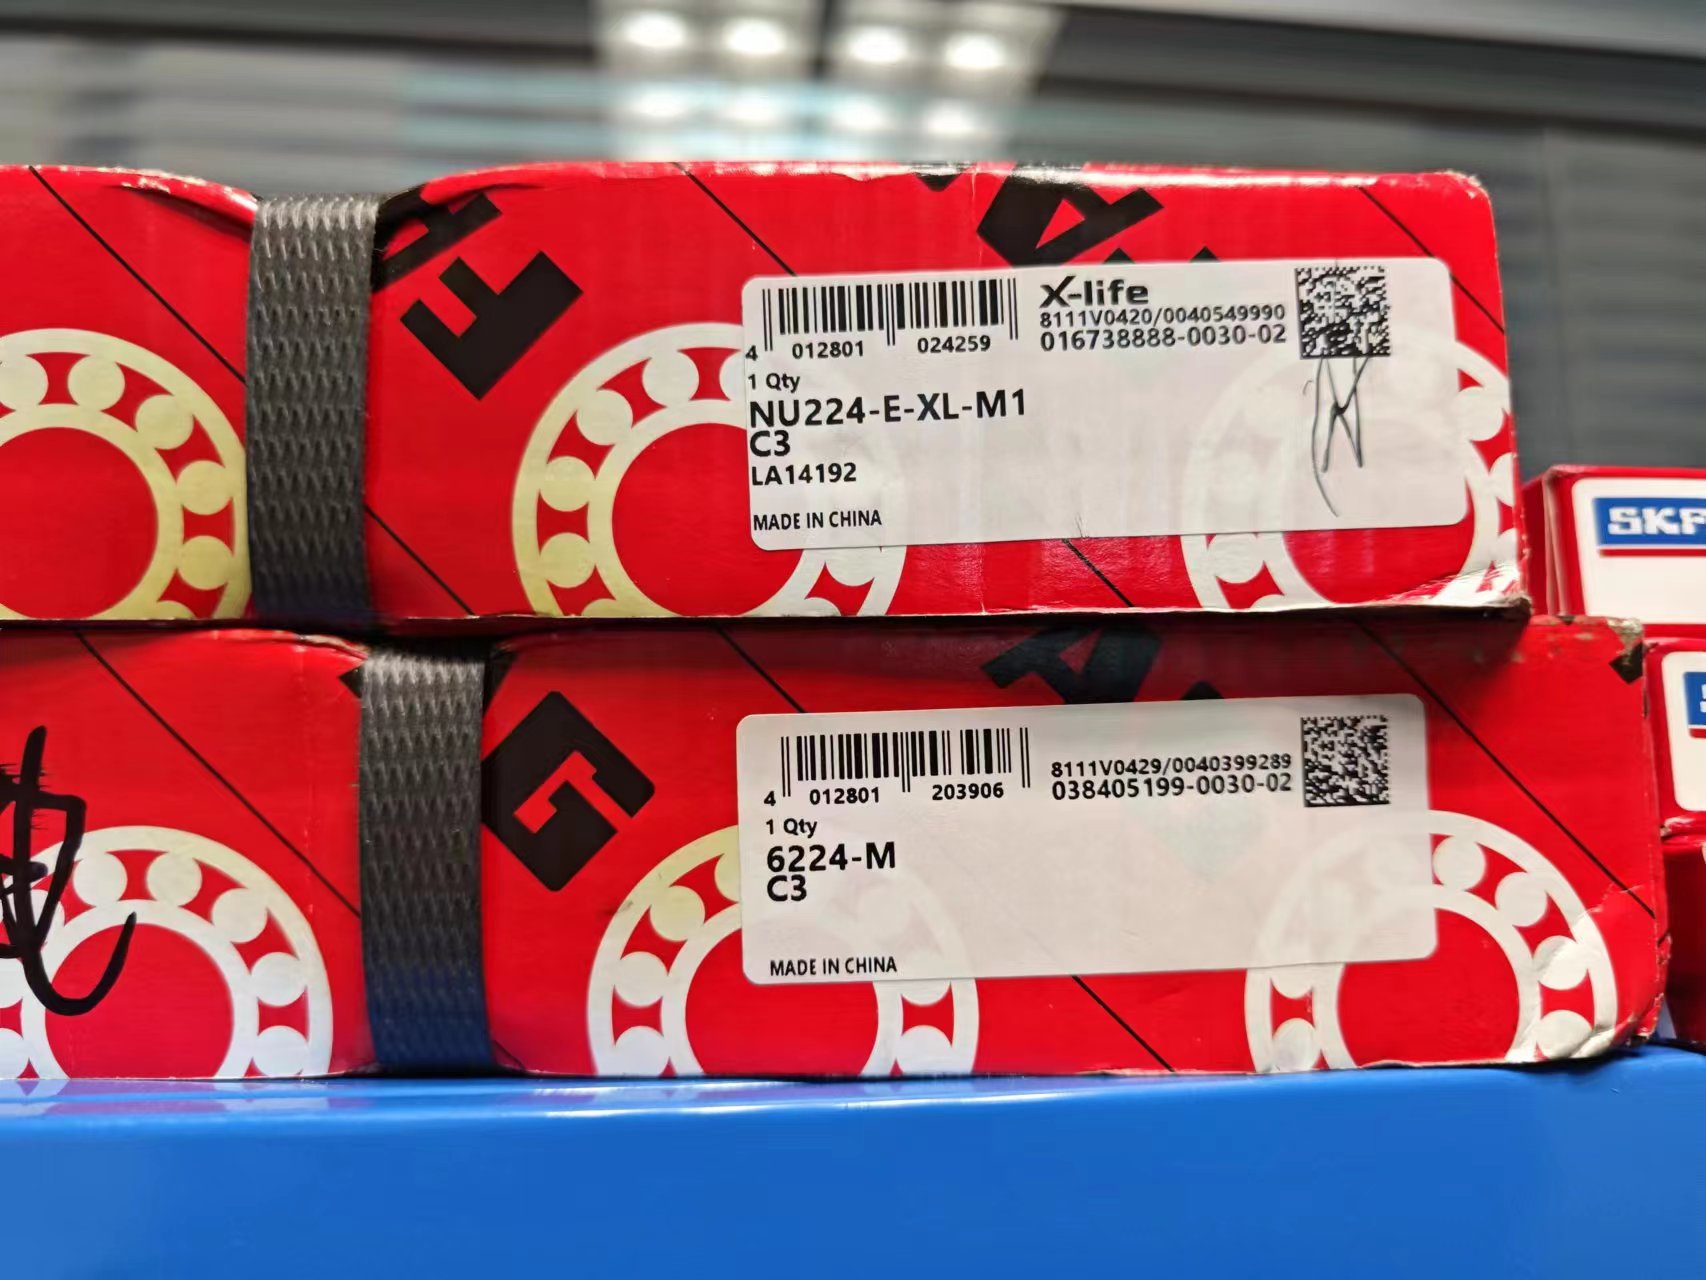 FAG
X-life
8111V0420/0040549990
016738888-0030-02
4 012801 024259
1 Qty
NU224-E-XL-M1
C3
LA14192
MADE IN CHINA
SKF
8111V0429/0040399289
038405199-0030-02
4 012801 203906
1 Qty
6224-M
C3
MADE IN CHINA